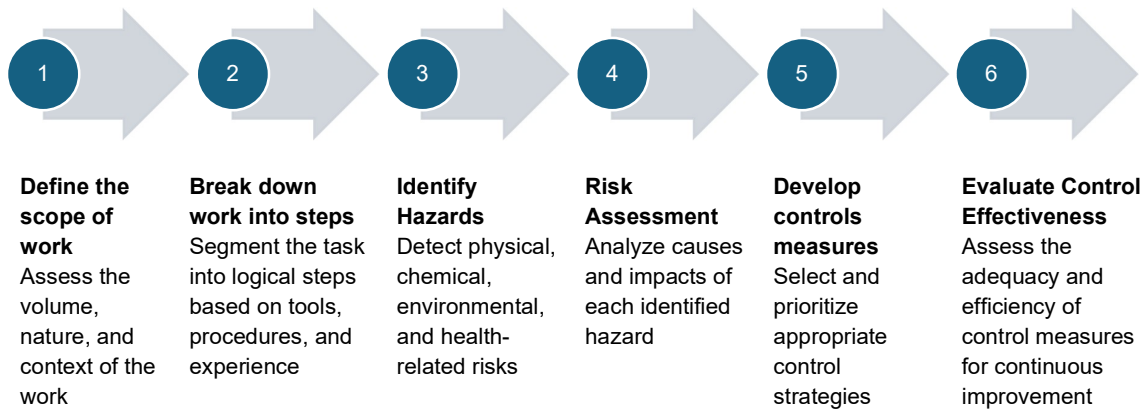 1
2
3
4
5
6
Define the
scope of
work
Assess the
volume,
nature, and
context of the
work
Break down
work into steps
Segment the task
into logical steps
based on tools,
procedures, and
experience
Identify
Hazards
Detect physical,
chemical,
environmental,
and health-
related risks
Risk
Assessment
Analyze causes
and impacts of
each identified
hazard
Develop
controls
measures
Select and
prioritize
appropriate
control
strategies
Evaluate Control
Effectiveness
Assess the
adequacy and
efficiency of
control measures
for continuous
improvement